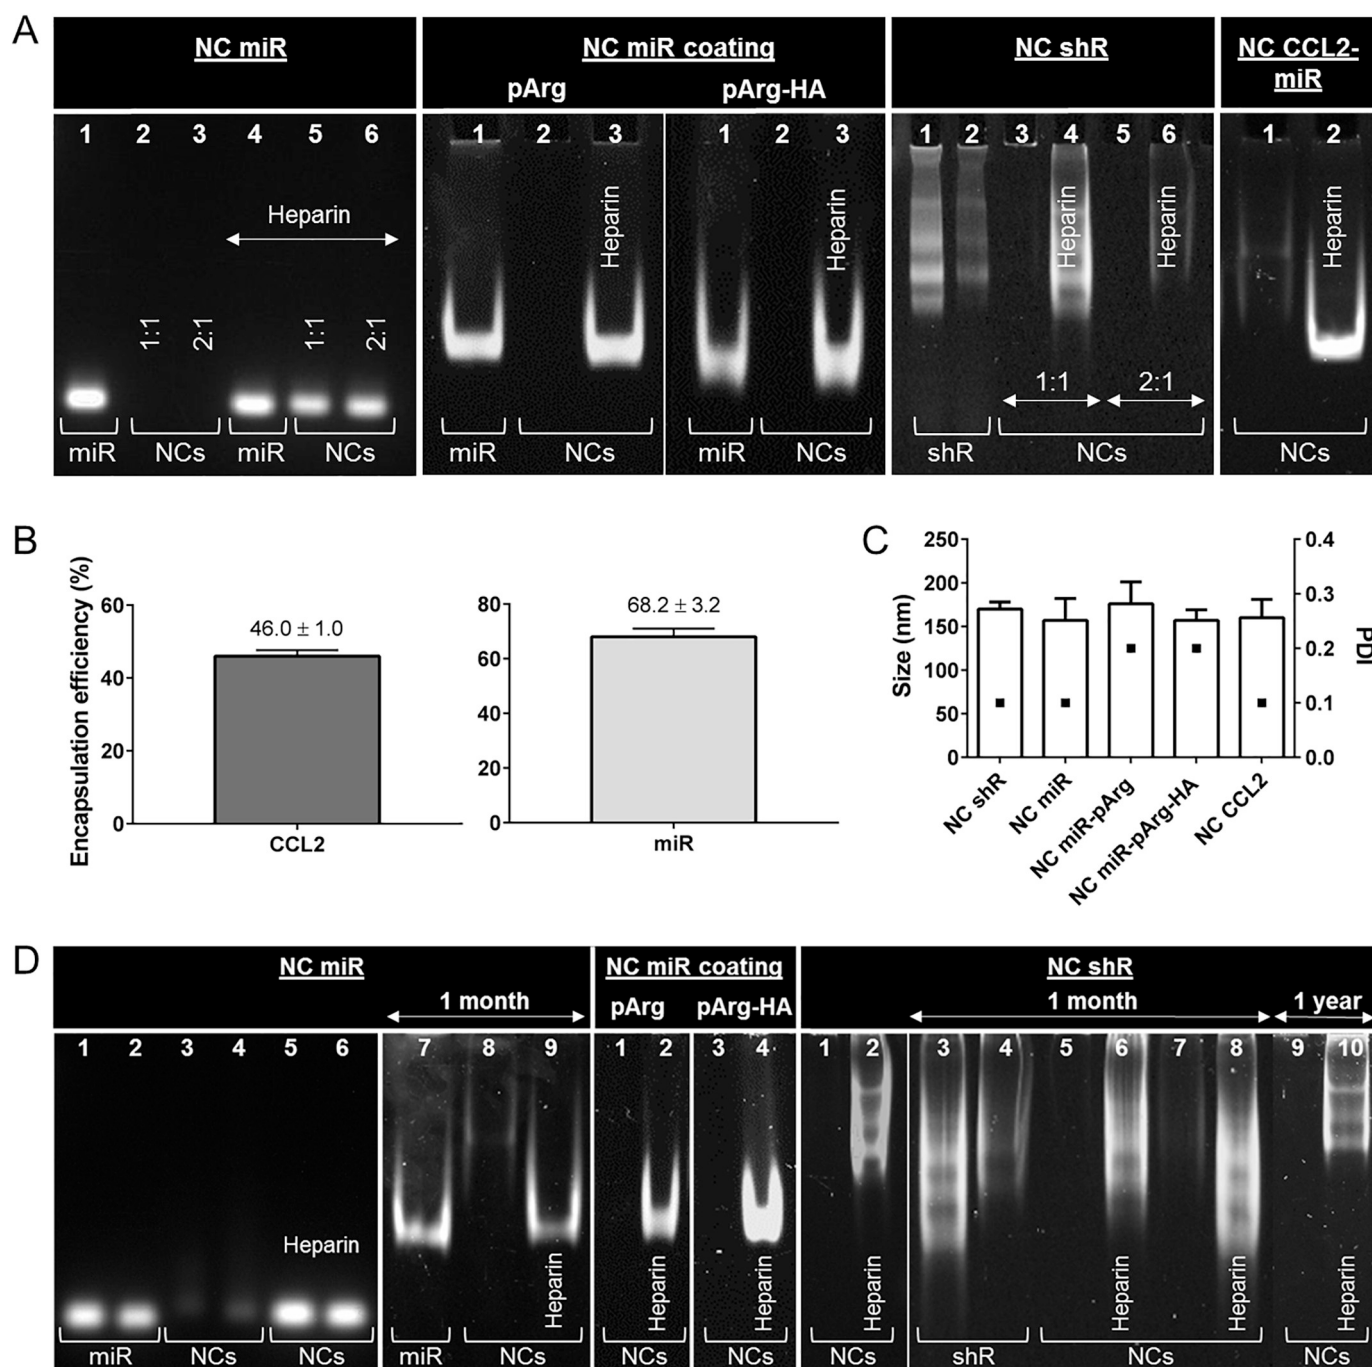 A
NC miR
NC miR coating
pArg
pArg-HA
NC shR
NC CCL2-
miR
1 2 3 4 5 6
1 2 3
1 2 3
1 2 3 4 5 6
1 2
Heparin
1:1
2:1
1:1
2:1
Heparin
Heparin
Heparin
Heparin
Heparin
1:1
2:1
miR NCs miR NCs
miR NCs
miR NCs
shR NCs
NCs
B
Encapsulation efficiency (%)
60
40
20
0
46.0 ± 1.0
CCL2
80
60
40
20
0
68.2 ± 3.2
miR
C
Size (nm)
250
200
150
100
50
0
0.4
0.3
0.2
0.1
0.0
PDI
NC shR
NC miR
NC miR-pArg
NC miR-pArg-HA
NC CCL2
D
NC miR
1 month
NC miR coating
pArg
pArg-HA
NC shR
1 month
1 year
1 2 3 4 5 6
7 8 9
1 2
3 4
1 2
3 4 5 6 7 8
9 10
Heparin
Heparin
Heparin
Heparin
Heparin
Heparin
Heparin
Heparin
miR NCs NCs
miR NCs
NCs
NCs
NCs
shR NCs
NCs